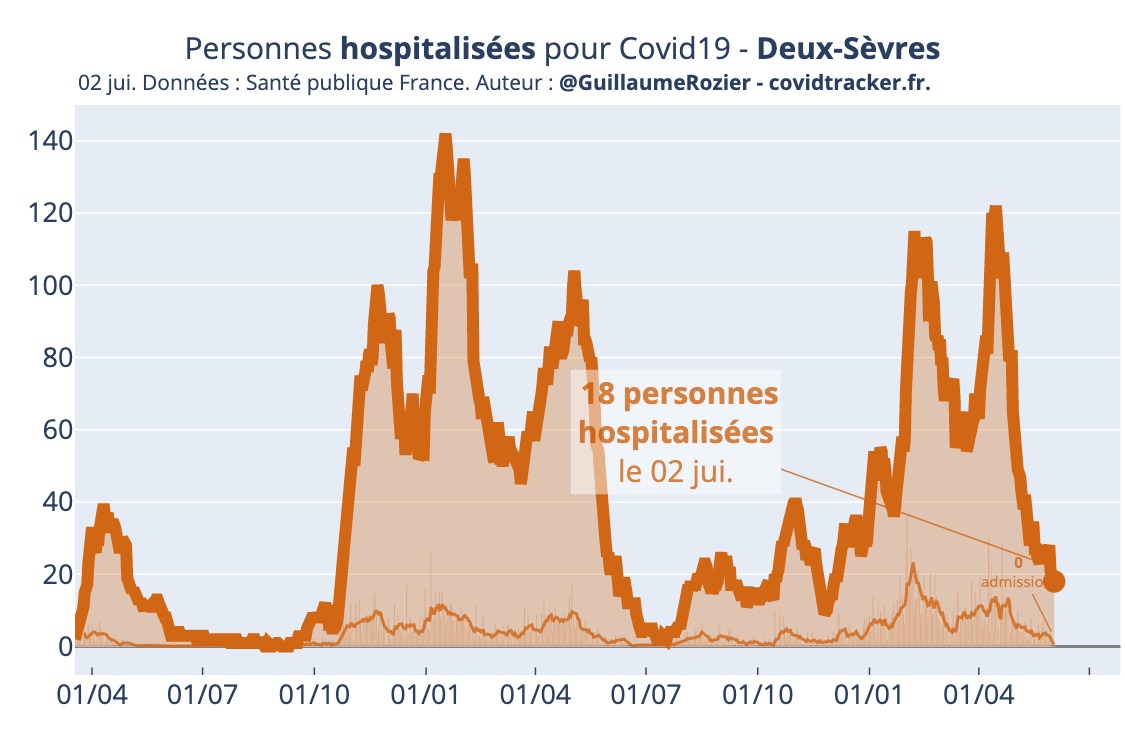 Personnes hospitalisées pour Covid19 - Deux-Sèvres
02 jui. Données : Santé publique France. Auteur : @GuillaumeRozier - covidtracker.fr.
140
120
100
80
60
40
20
0
18 personnes
hospitalisées
le 02 jui.
0
admissio
01/04 01/07 01/10 01/01 01/04 01/07 01/10 01/01 01/04